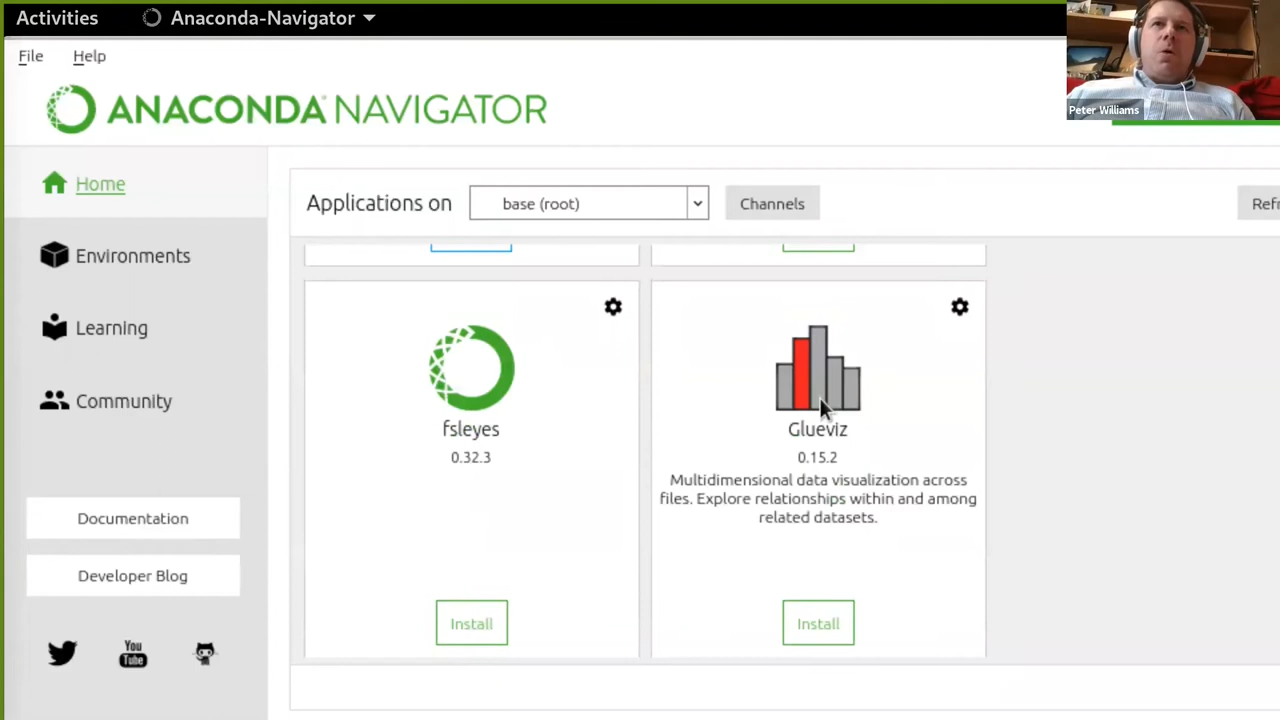 Activities
Anaconda-Navigator
File
Help
Peter Williams
ANACONDA NAVIGATOR
Home
Applications on
base (root)
Channels
Refr
Environments
Learning
Community
fsleyes
0.32.3
Glueviz
0.15.2
Multidimensional data visualization across
files. Explore relationships within and among
related datasets.
Documentation
Developer Blog
Install
Install
You
Tube